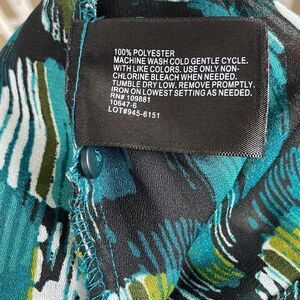 100% POLYESTER
MACHINE WASH COLD GENTLE CYCLE.
WITH LIKE COLORS. USE ONLY NON-
CHLORINE BLEACH WHEN NEEDED.
TUMBLE DRY LOW. REMOVE PROMPTLY.
IRON ON LOWEST SETTING AS NEEDED.
RN# 109881
10647-6
LOT#945-6151